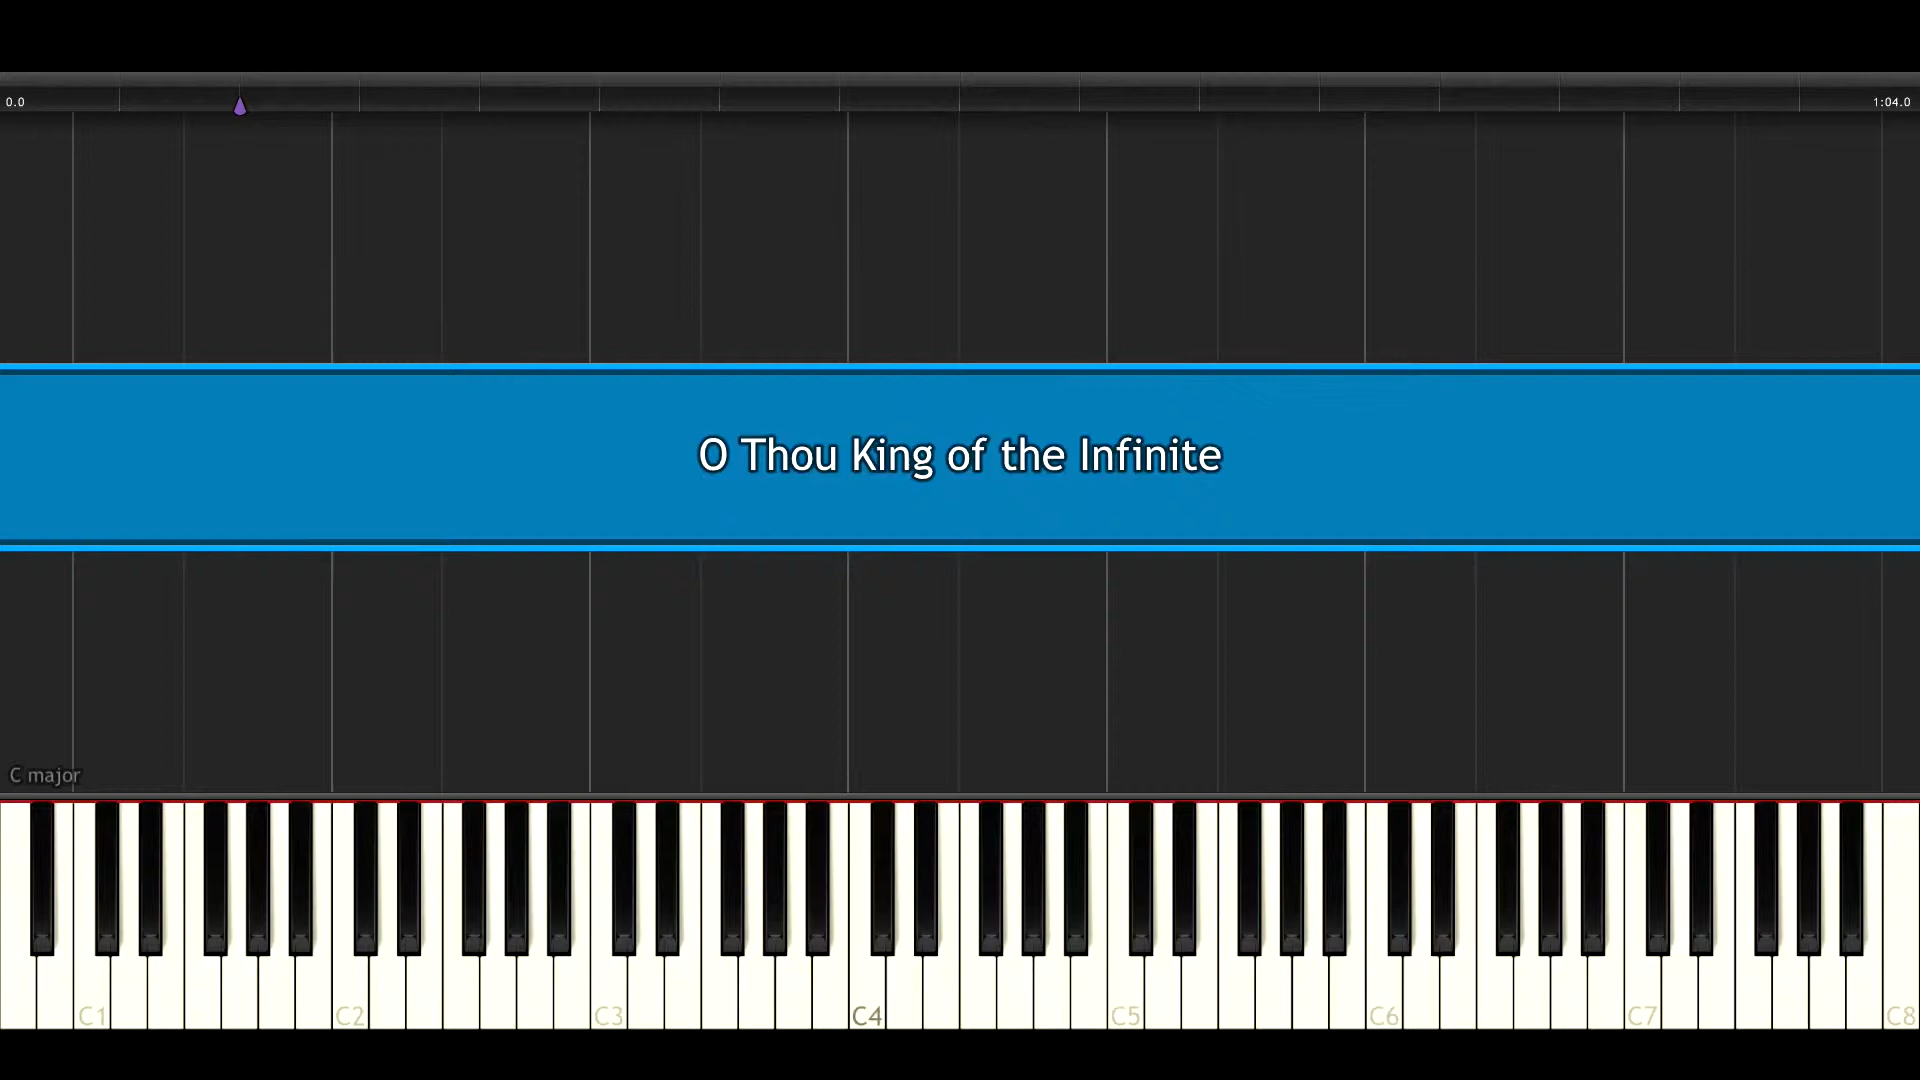 0.0
1:04.0
O Thou King of the Infinite
C major
C1 C2 C3 C4 C5 C6 C7 C8